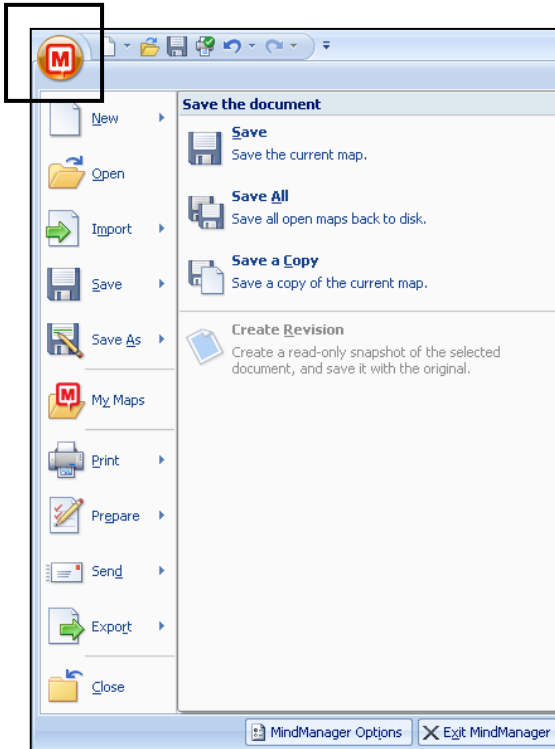 M
Save the document
New
Save
Save the current map.
Open
Save All
Save all open maps back to disk.
Import
Save a Copy
Save a copy of the current map.
Save
Create Revision
Create a read-only snapshot of the selected
document, and save it with the original.
Save As
M
My Maps
Print
Prepare
Send
Export
Close
MindManager Options
Exit MindManager